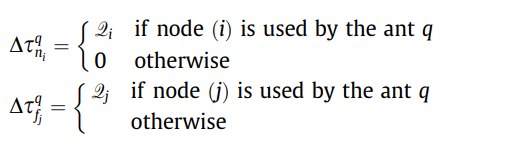 Δτ^q_{n_i} = { 𝒬_i if node (i) is used by the ant q
0 otherwise
Δτ^q_{f_j} = { 𝒬_j if node (j) is used by the ant q
otherwise